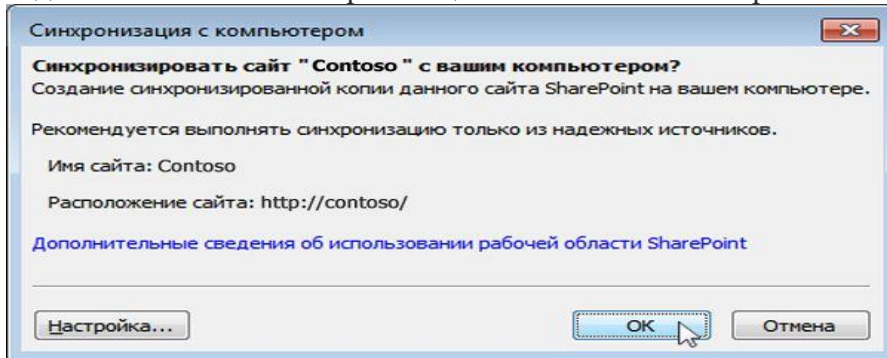 Синхронизация с компьютером
Синхронизировать сайт "Contoso " с вашим компьютером?
Создание синхронизированной копии данного сайта SharePoint на вашем компьютере.
Рекомендуется выполнять синхронизацию только из надежных источников.
Имя сайта: Contoso
Расположение сайта: http://contoso/
Дополнительные сведения об использовании рабочей области SharePoint
Настройка... ОК Отмена